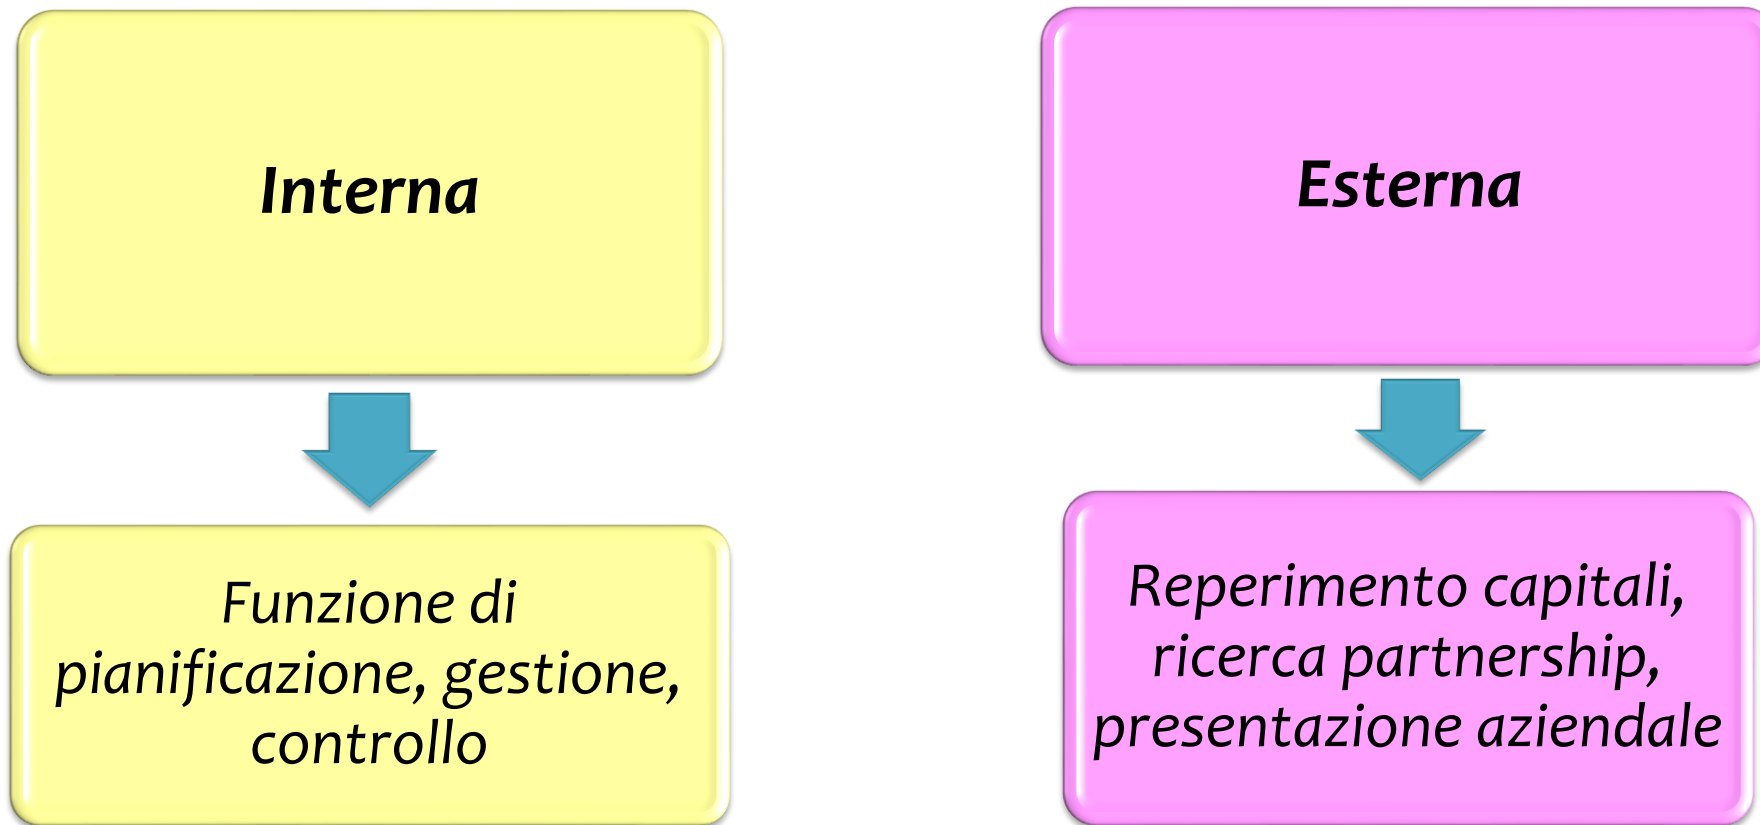 Interna
Funzione di
pianificazione, gestione,
controllo
Esterna
Reperimento capitali,
ricerca partnership,
presentazione aziendale